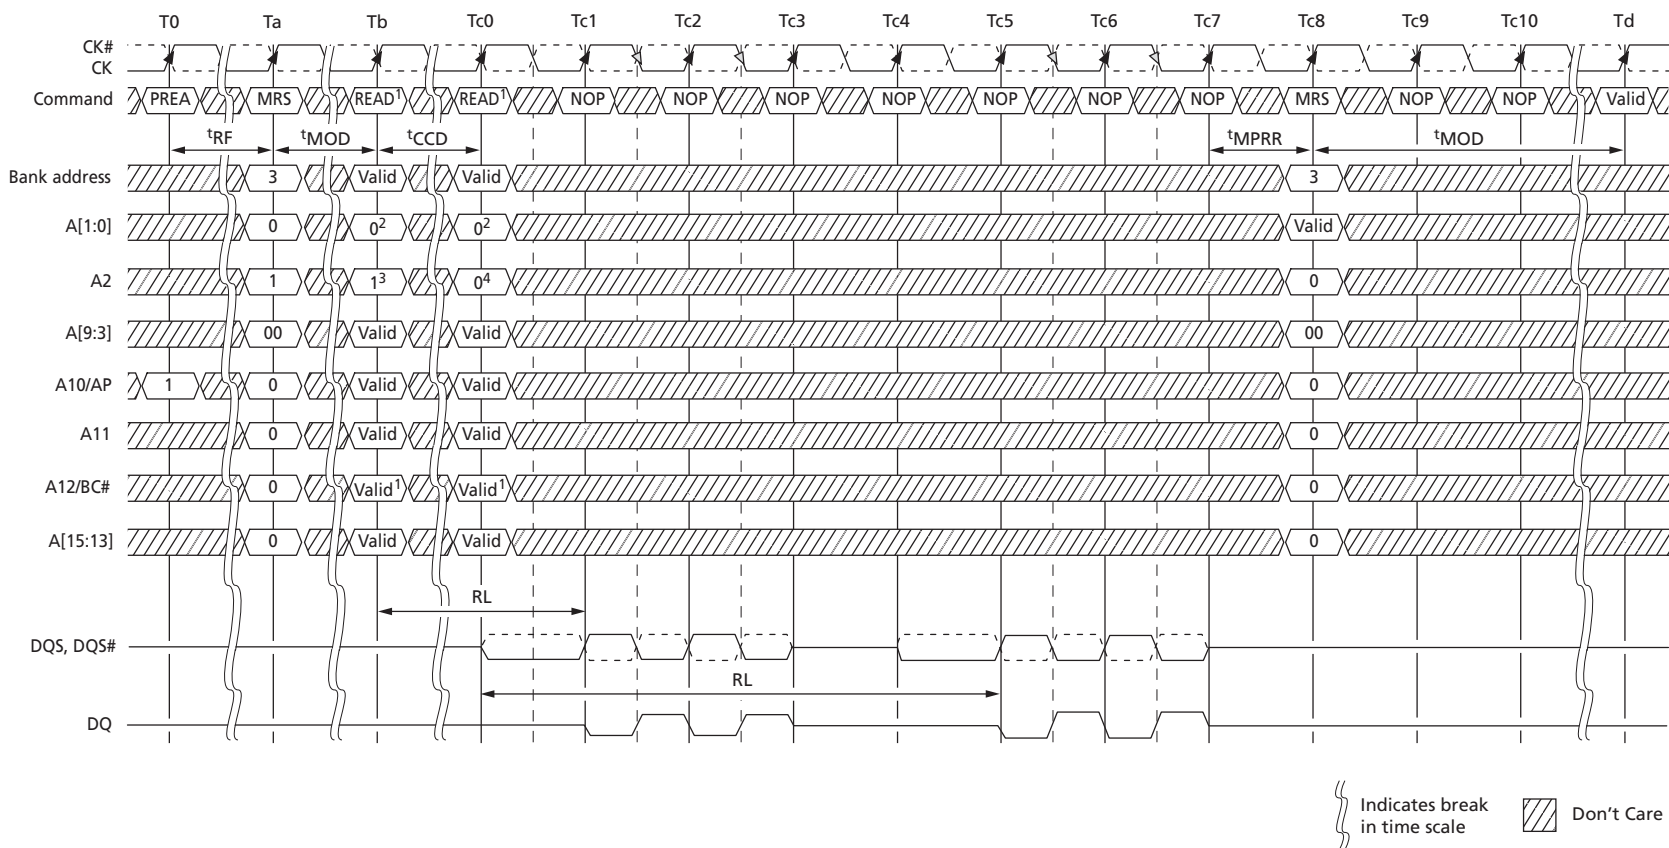 T0 Ta Tb Tc0 Tc1 Tc2 Tc3 Tc4 Tc5 Tc6 Tc7 Tc8 Tc9 Tc10 Td
CK#
CK
Command PREA MRS READ¹ READ¹ NOP NOP NOP NOP NOP NOP NOP MRS NOP NOP Valid
tRF tMOD tCCD tMPRR tMOD
Bank address 3 Valid Valid 3
A[1:0] 0 0² 0² Valid
A2 1 1³ 0⁴ 0
A[9:3] 00 Valid Valid 00
A10/AP 1 0 Valid Valid 0
A11 0 Valid Valid 0
A12/BC# 0 Valid¹ Valid¹ 0
A[15:13] 0 Valid Valid 0
RL
DQS, DQS#
RL
DQ
Indicates break
in time scale
Don't Care